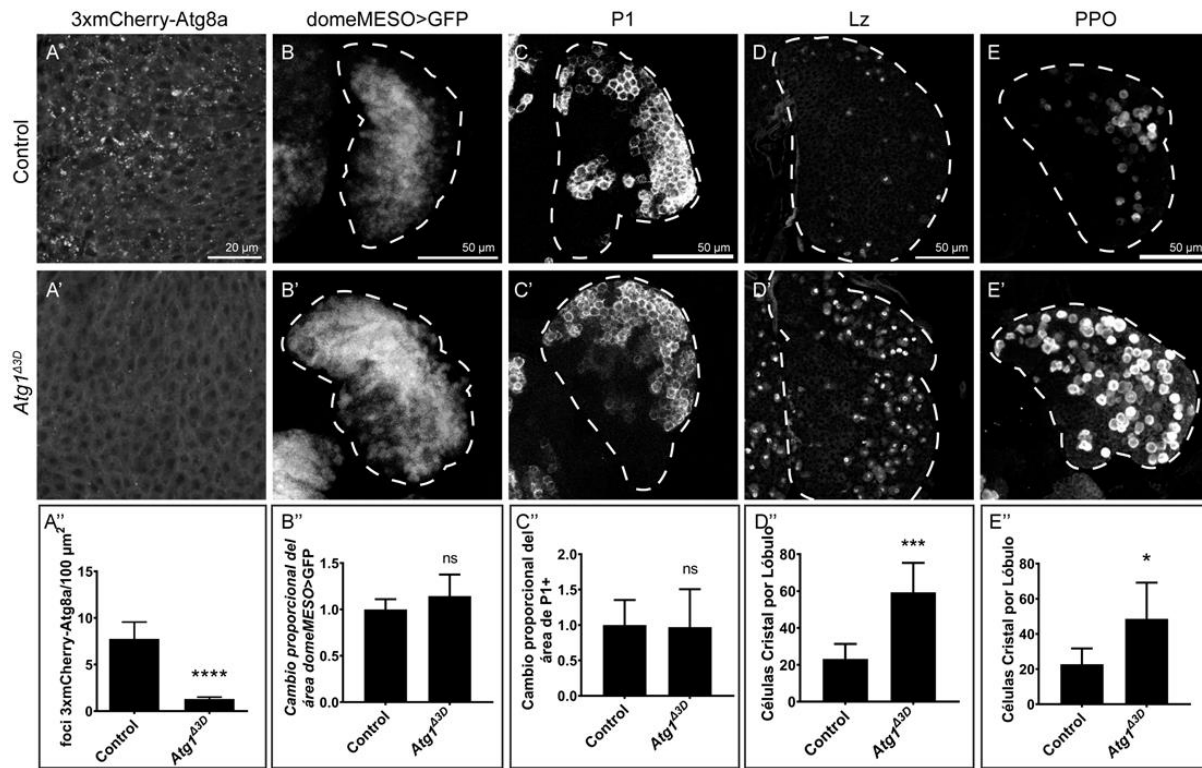 3xmCherry-Atg8a domeMESO>GFP P1 Lz PPO
Control
A B C D E
20 µm 50 µm 50 µm 50 µm 50 µm
Atg1Δ3D
A' B' C' D' E'
A''
foci 3xmCherry-Atg8a/100 µm²
15
10
5
0
****
Control Atg1Δ3D
B''
Cambio proporcional del
área domeMESO>GFP
1.5
1.0
0.5
0.0
ns
Control Atg1Δ3D
C''
Cambio proporcional del
área de P1+
2.0
1.5
1.0
0.5
0.0
ns
Control Atg1Δ3D
D''
Células Cristal por Lóbulo
80
60
40
20
0
***
Control Atg1Δ3D
E''
Células Cristal por Lóbulo
80
60
40
20
0
*
Control Atg1Δ3D